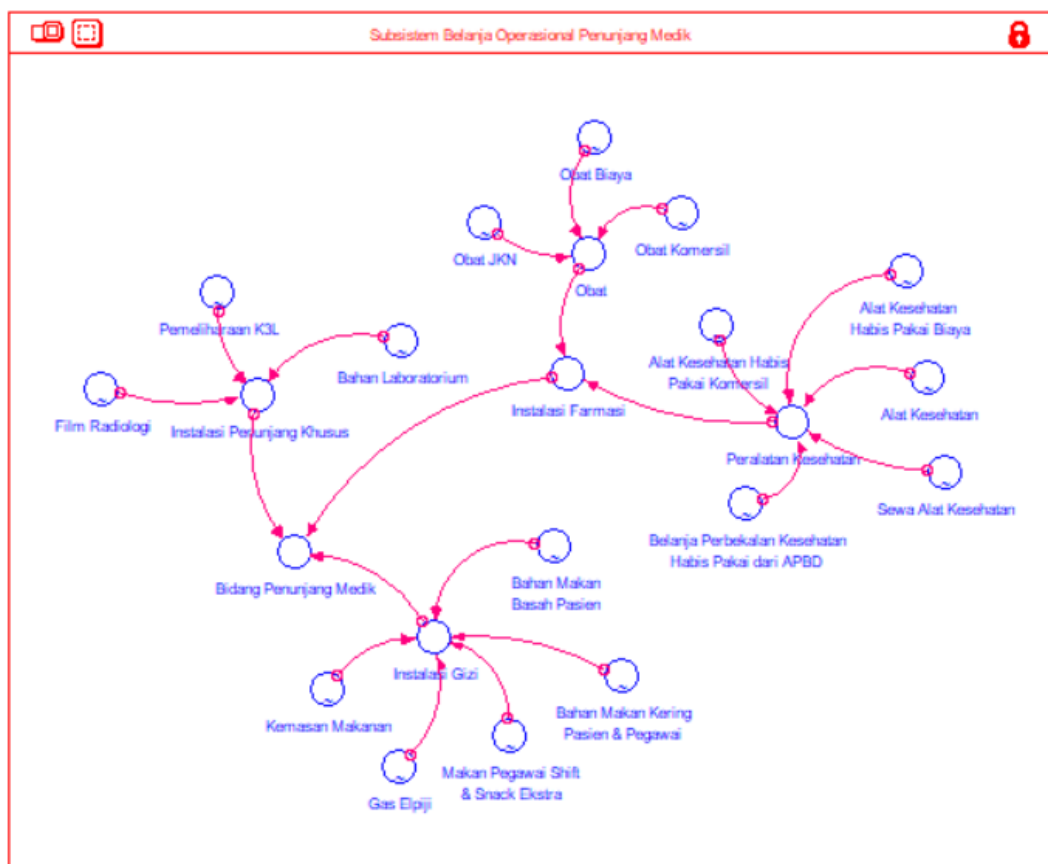 Subsistem Belanja Operasional Penunjang Medik
Obat Biaya
Obat JKN
Obat Komersil
Obat
Pemeliharaan K3L
Bahan Laboratorium
Film Radiologi
Instalasi Penunjang Khusus
Instalasi Farmasi
Alat Kesehatan
Habis Pakai Biaya
Alat Kesehatan Habis
Pakai Komersil
Alat Kesehatan
Peralatan Kesehatan
Sewa Alat Kesehatan
Belanja Perbekalan Kesehatan
Habis Pakai dari APBD
Bidang Penunjang Medik
Bahan Makan
Basah Pasien
Instalasi Gizi
Kemasan Makanan
Bahan Makan Kering
Pasien & Pegawai
Makan Pegawai Shift
& Snack Ekstra
Gas Elpiji